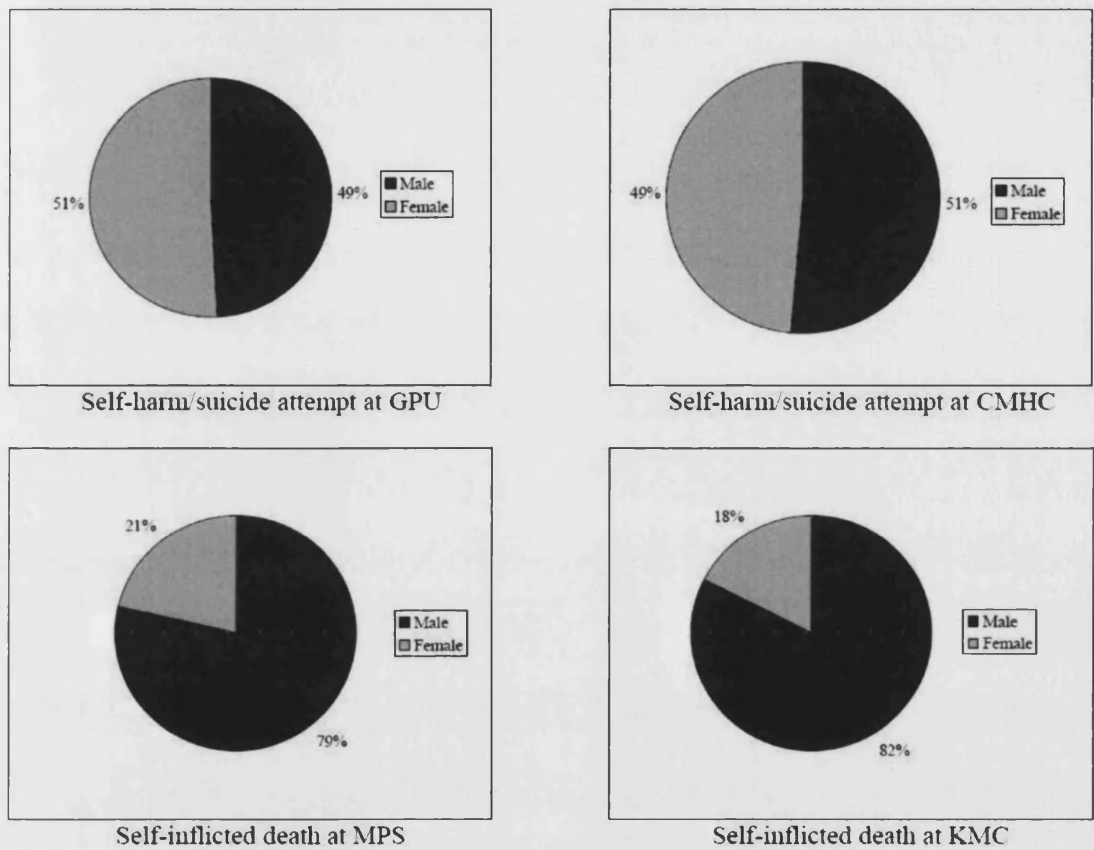 51%
49%
Male
Female
Self-harm/suicide attempt at GPU
49%
51%
Male
Female
Self-harm/suicide attempt at CMHC
21%
79%
Male
Female
Self-inflicted death at MPS
18%
82%
Male
Female
Self-inflicted death at KMC